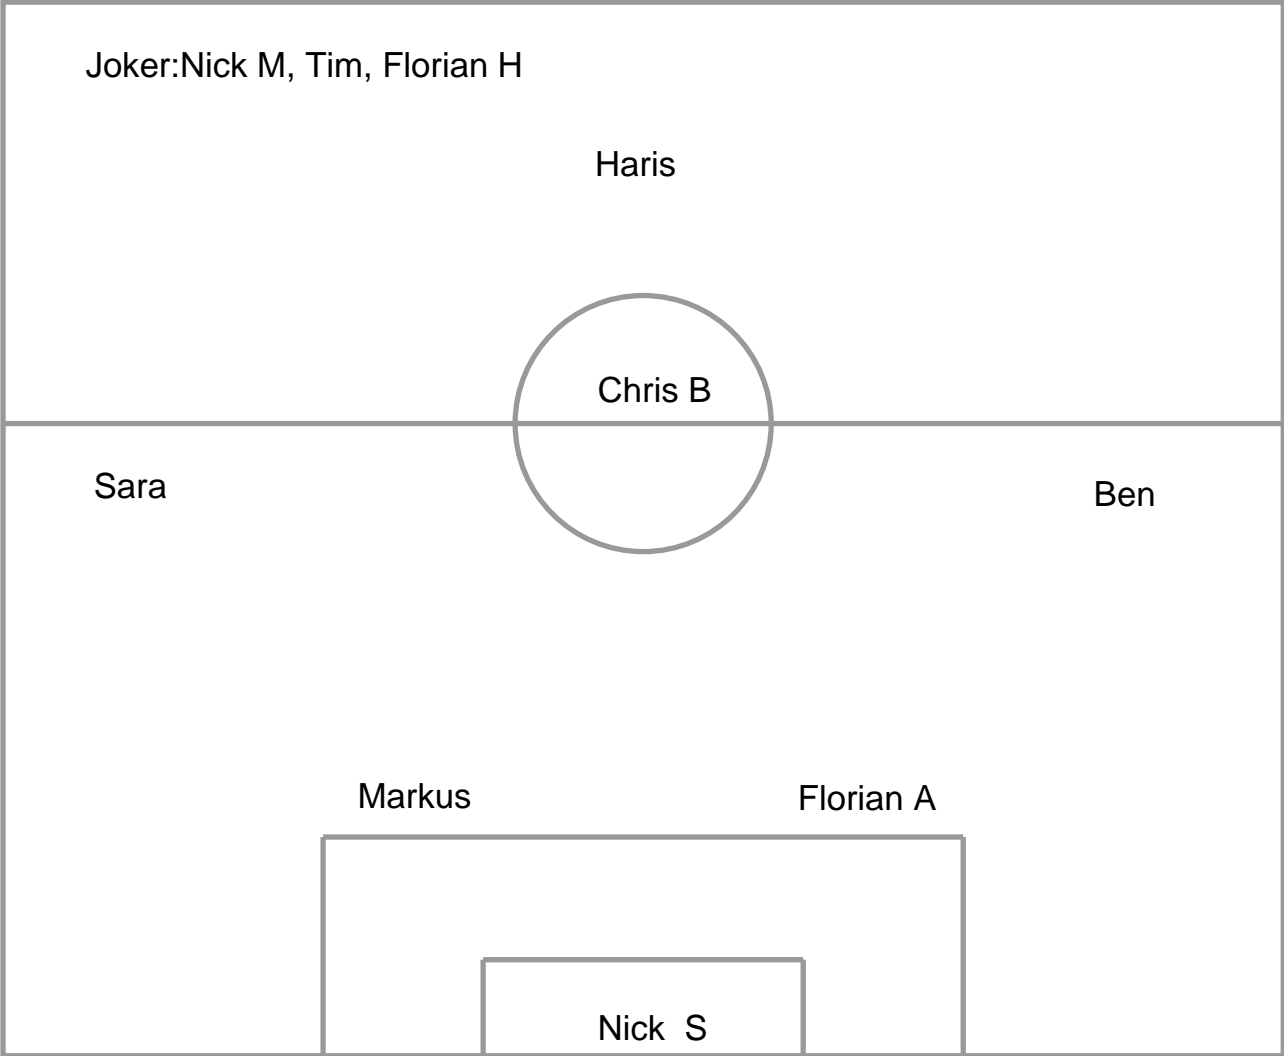 Joker:Nick M, Tim, Florian H
Haris
Chris B
Sara
Ben
Markus
Florian A
Nick  S